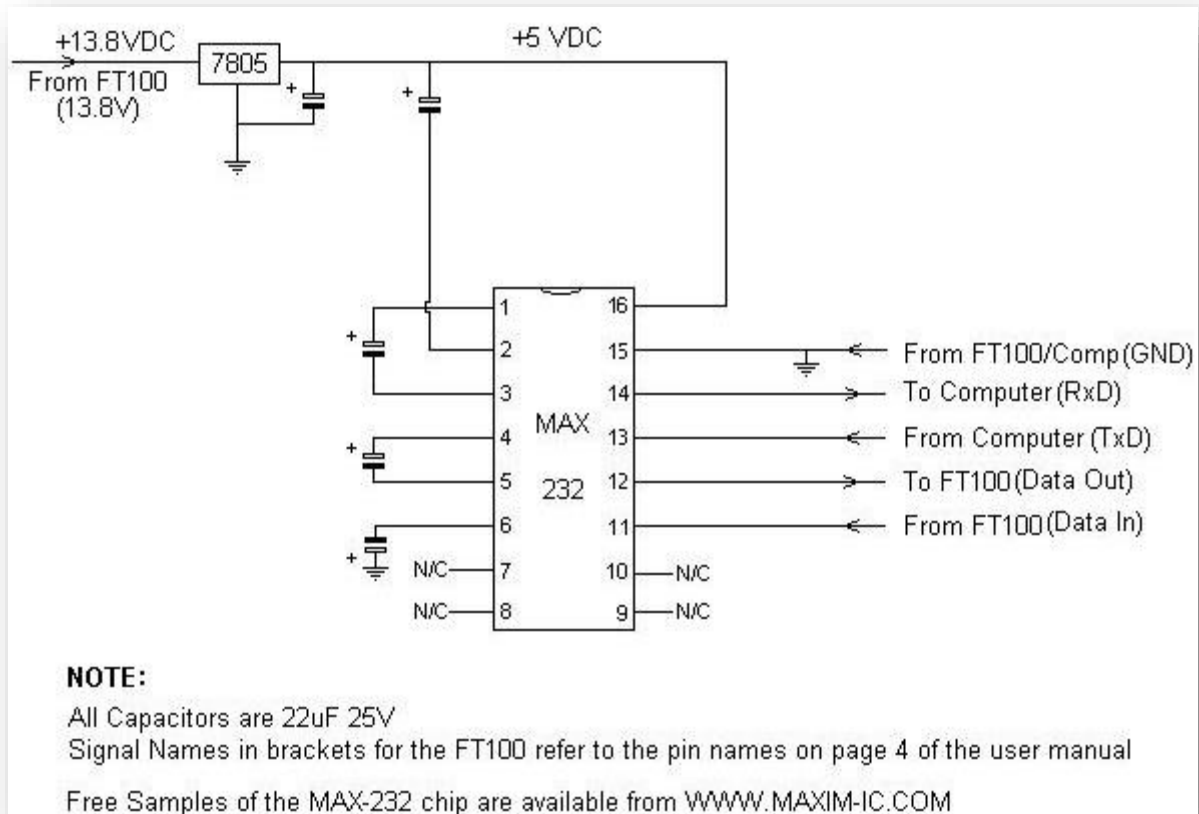 +13.8VDC
From FT100
(13.8V)
7805
+5 VDC
+
+
1
16
+
2
15
From FT100/Comp(GND)
3
14
To Computer(RxD)
MAX
4
13
From Computer (TxD)
+
5
232
12
To FT100(Data Out)
6
11
From FT100(Data In)
+
N/C
7
10
N/C
N/C
8
9
N/C
NOTE:
All Capacitors are 22uF 25V
Signal Names in brackets for the FT100 refer to the pin names on page 4 of the user manual
Free Samples of the MAX-232 chip are available from WWW.MAXIM-IC.COM